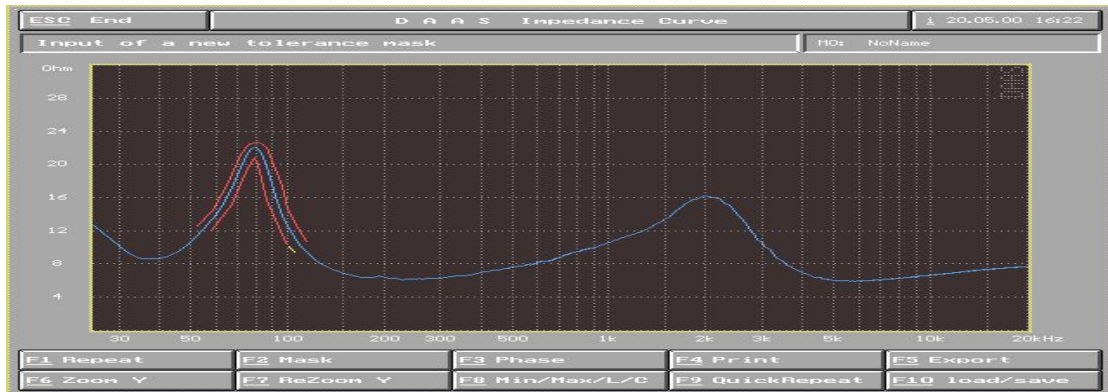 ESC End D A A S Impedance Curve i 20.05.00 16:22
Input of a new tolerance mask MO: NoName
Ohm
28
24
20
16
12
8
4
30 50 100 200 300 500 1k 2k 3k 5k 10k 20kHz
F1 Repeat F2 Mask F3 Phase F4 Print F5 Export
F6 Zoom Y F7 ReZoom Y F8 Min/Max/L/C F9 QuickRepeat F10 load/save